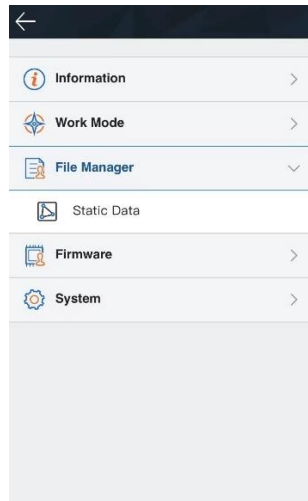 Information
Work Mode
File Manager
Static Data
Firmware
System